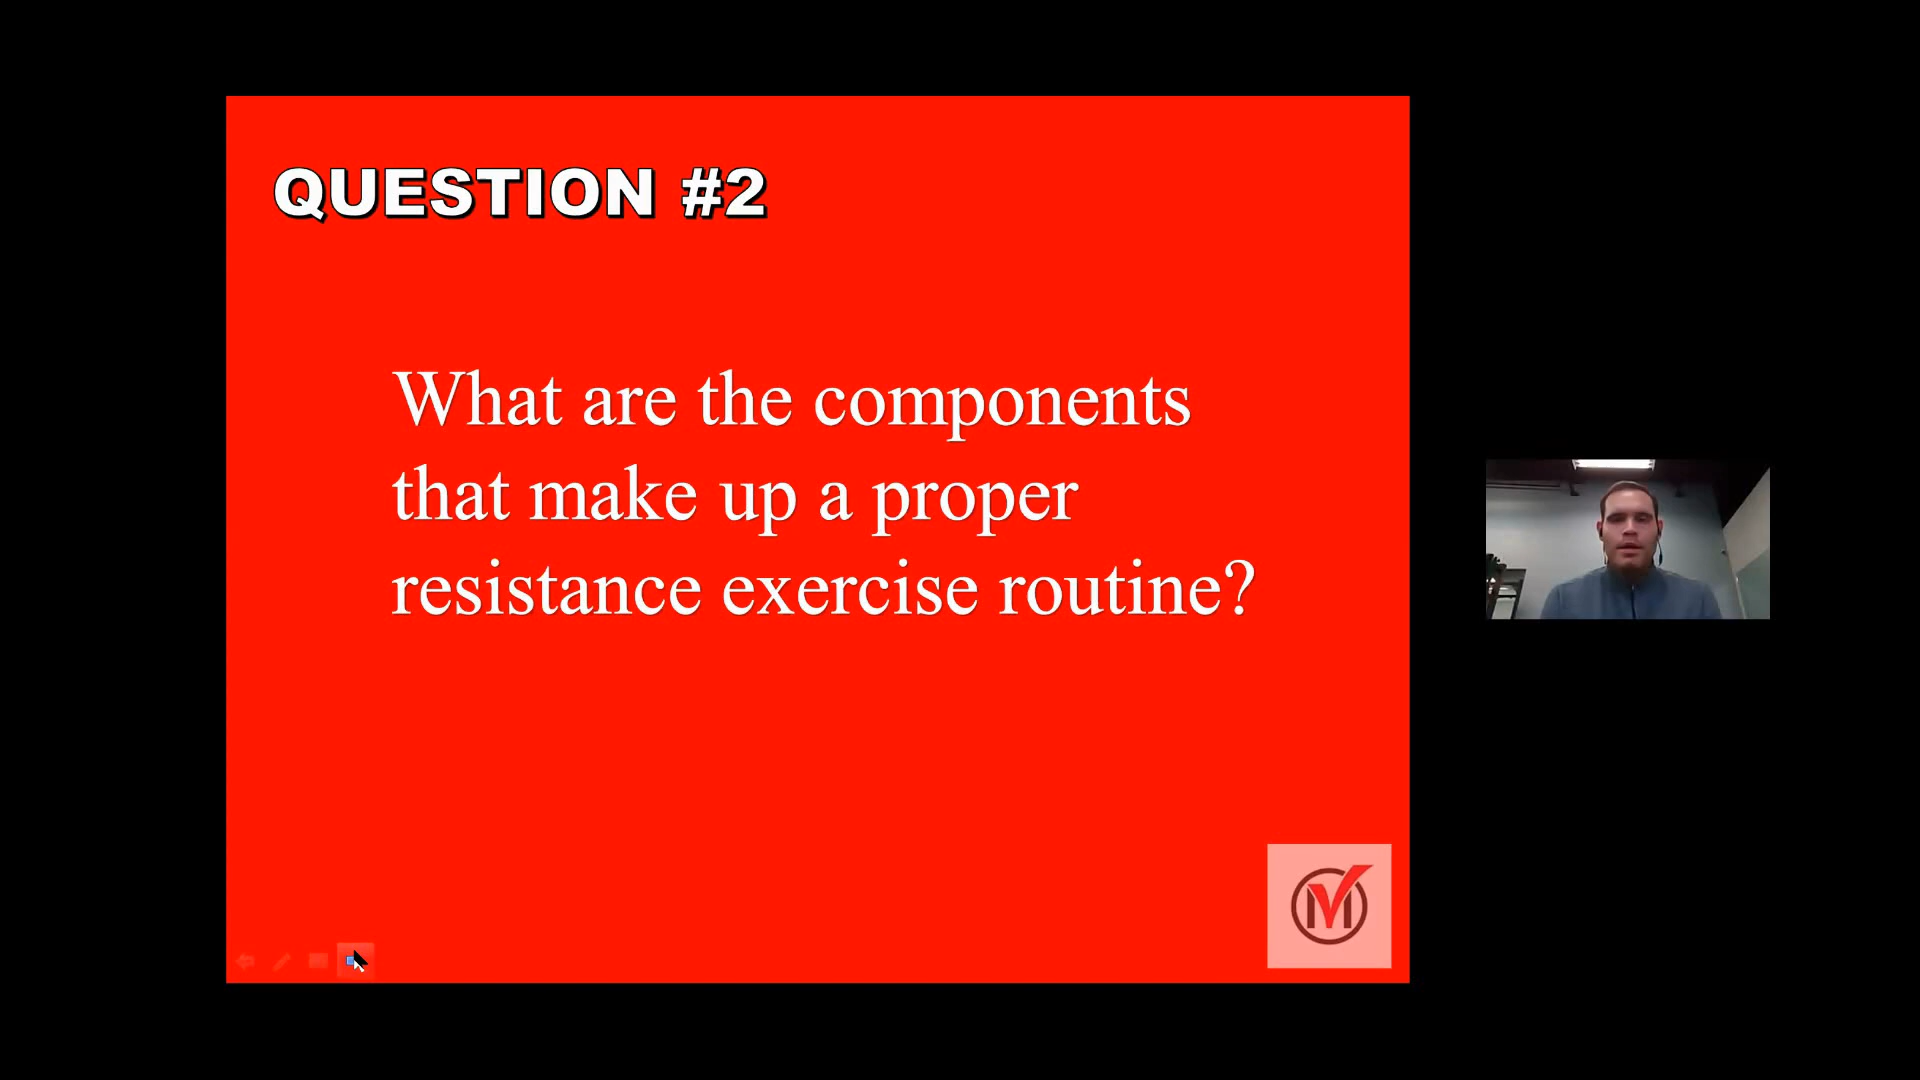 QUESTION #2
What are the components
that make up a proper
resistance exercise routine?
M